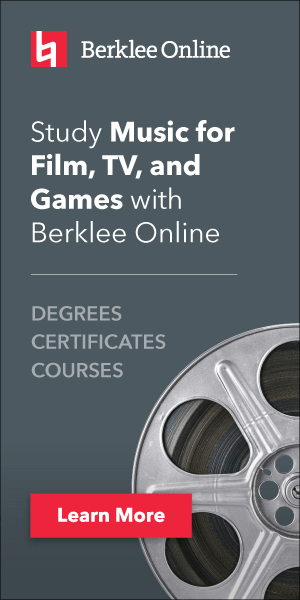 Berklee Online
Study Music for
Film, TV, and
Games with
Berklee Online
DEGREES
CERTIFICATES
COURSES
Learn More